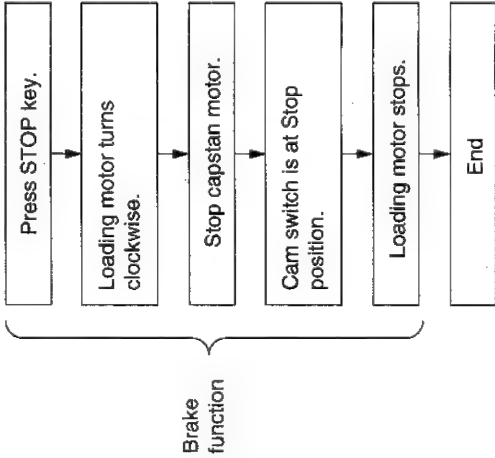 Press STOP key.
Loading motor turns
clockwise.
Stop capstan motor.
Cam switch is at Stop
position.
Loading motor stops.
End
Brake
function